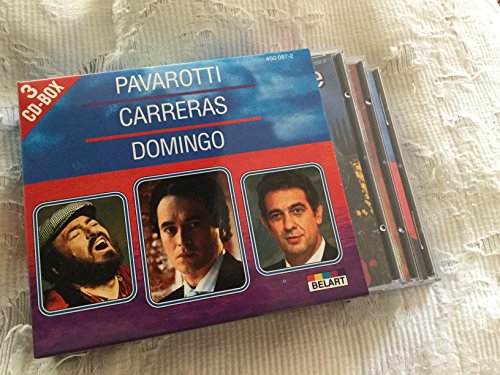 3
CD-BOX
450 087-2
PAVAROTTI
CARRERAS
DOMINGO
BELART